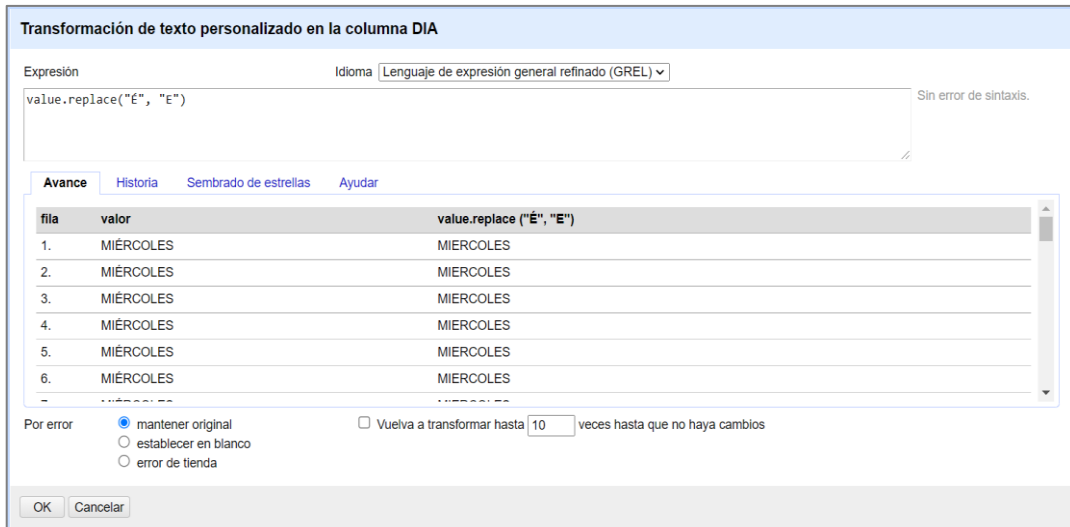 Transformación de texto personalizado en la columna DIA
Expresión Idioma Lenguaje de expresión general refinado (GREL)
value.replace("É", "E") Sin error de sintaxis.
Avance Historia Sembrado de estrellas Ayudar
fila valor value.replace ("É", "E")
1. MIÉRCOLES MIERCOLES
2. MIÉRCOLES MIERCOLES
3. MIÉRCOLES MIERCOLES
4. MIÉRCOLES MIERCOLES
5. MIÉRCOLES MIERCOLES
6. MIÉRCOLES MIERCOLES
Por error mantener original Vuelva a transformar hasta 10 veces hasta que no haya cambios
establecer en blanco
error de tienda
OK Cancelar